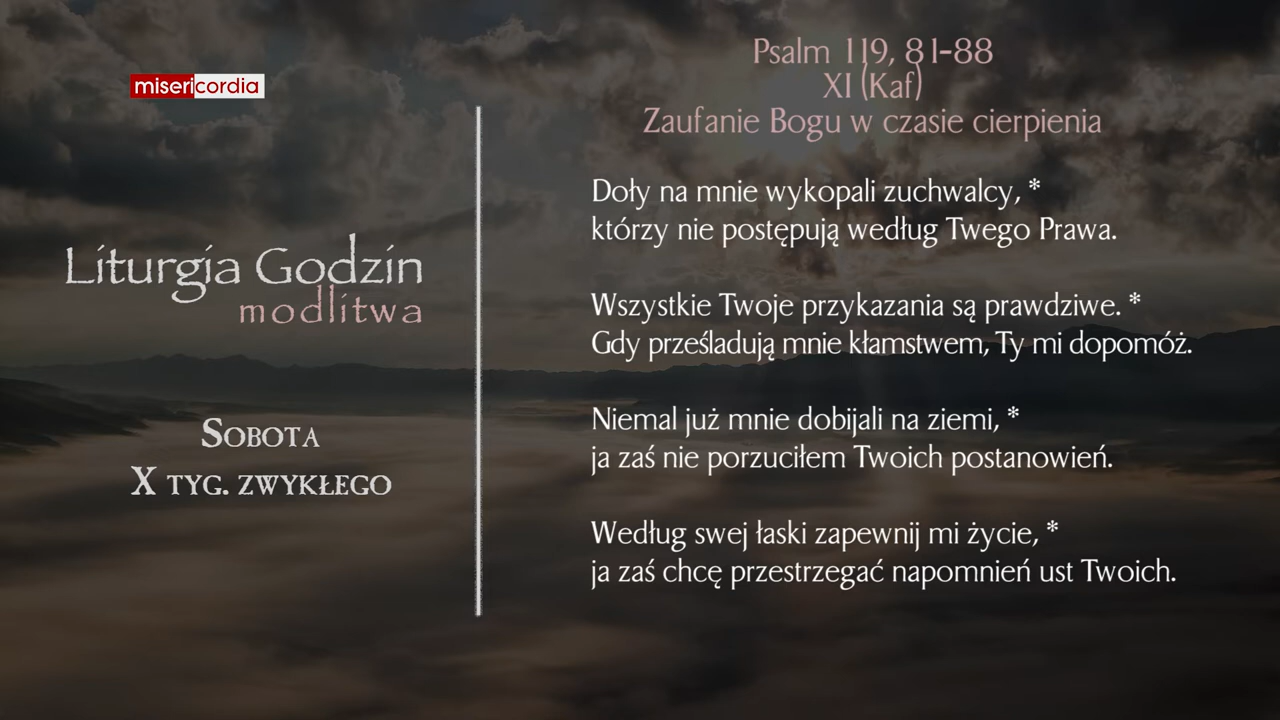 misericordia
Liturgia Godzin
modlitwa
Sobota
X tyg. zwykłego
Psalm 119, 81-88
XI (Kaf)
Zaufanie Bogu w czasie cierpienia
Doły na mnie wykopali zuchwalcy, *
którzy nie postępują według Twego Prawa.
Wszystkie Twoje przykazania są prawdziwe. *
Gdy prześladują mnie kłamstwem, Ty mi dopomóż.
Niemal już mnie dobijali na ziemi, *
ja zaś nie porzuciłem Twoich postanowień.
Według swej łaski zapewnij mi życie, *
ja zaś chcę przestrzegać napomnień ust Twoich.